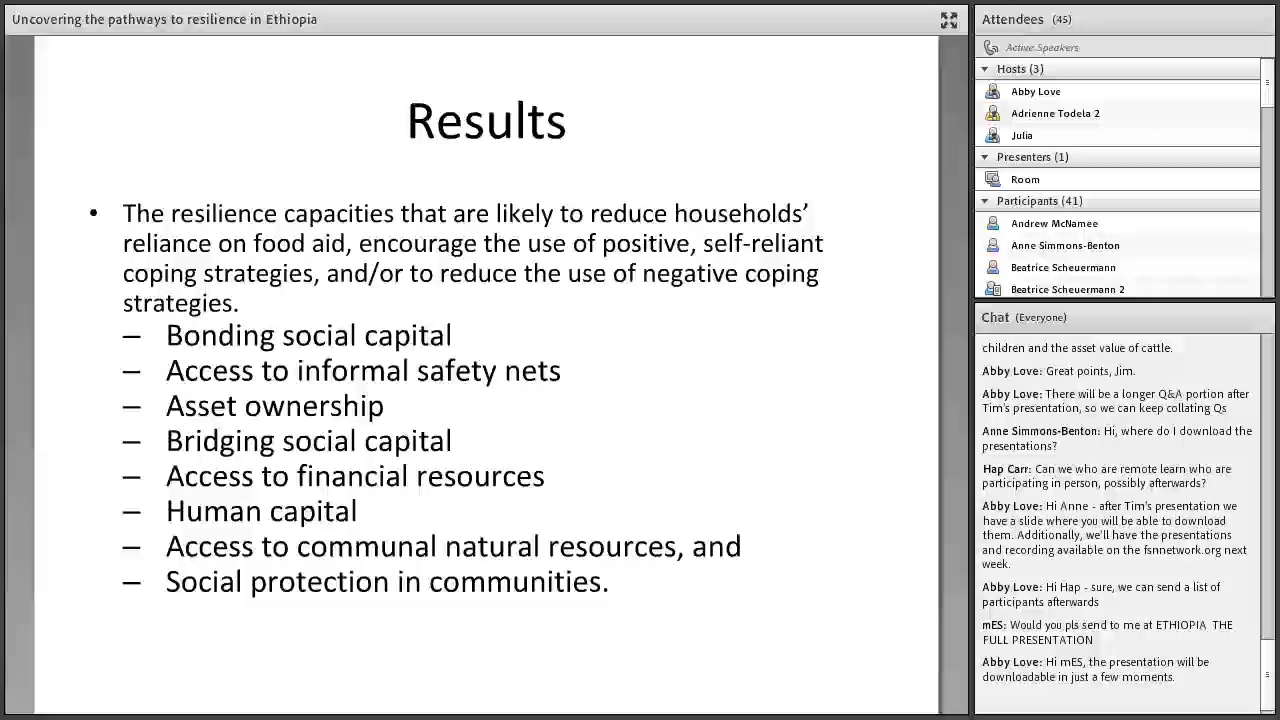 Uncovering the pathways to resilience in Ethiopia
Results
• The resilience capacities that are likely to reduce households’
reliance on food aid, encourage the use of positive, self-reliant
coping strategies, and/or to reduce the use of negative coping
strategies.
– Bonding social capital
– Access to informal safety nets
– Asset ownership
– Bridging social capital
– Access to financial resources
– Human capital
– Access to communal natural resources, and
– Social protection in communities.
Attendees (45)
Active Speakers
Hosts (3)
Abby Love
Adrienne Todela 2
Julia
Presenters (1)
Room
Participants (41)
Andrew McNamee
Anne Simmons-Benton
Beatrice Scheuermann
Beatrice Scheuermann 2
Chat (Everyone)
children and the asset value of cattle.
Abby Love: Great points, Jim.
Abby Love: There will be a longer Q&A portion after
Tim's presentation, so we can keep collating Qs
Anne Simmons-Benton: Hi, where do I download the
presentations?
Hap Carr: Can we who are remote learn who are
participating in person, possibly afterwards?
Abby Love: Hi Anne - after Tim's presentation we
have a slide where you will be able to download
them. Additionally, we'll have the presentations
and recording available on the fsnnetwork.org next
week.
Abby Love: Hi Hap - sure, we can send a list of
participants afterwards
mES: Would you pls send to me at ETHIOPIA THE
FULL PRESENTATION
Abby Love: Hi mES, the presentation will be
downloadable in just a few moments.